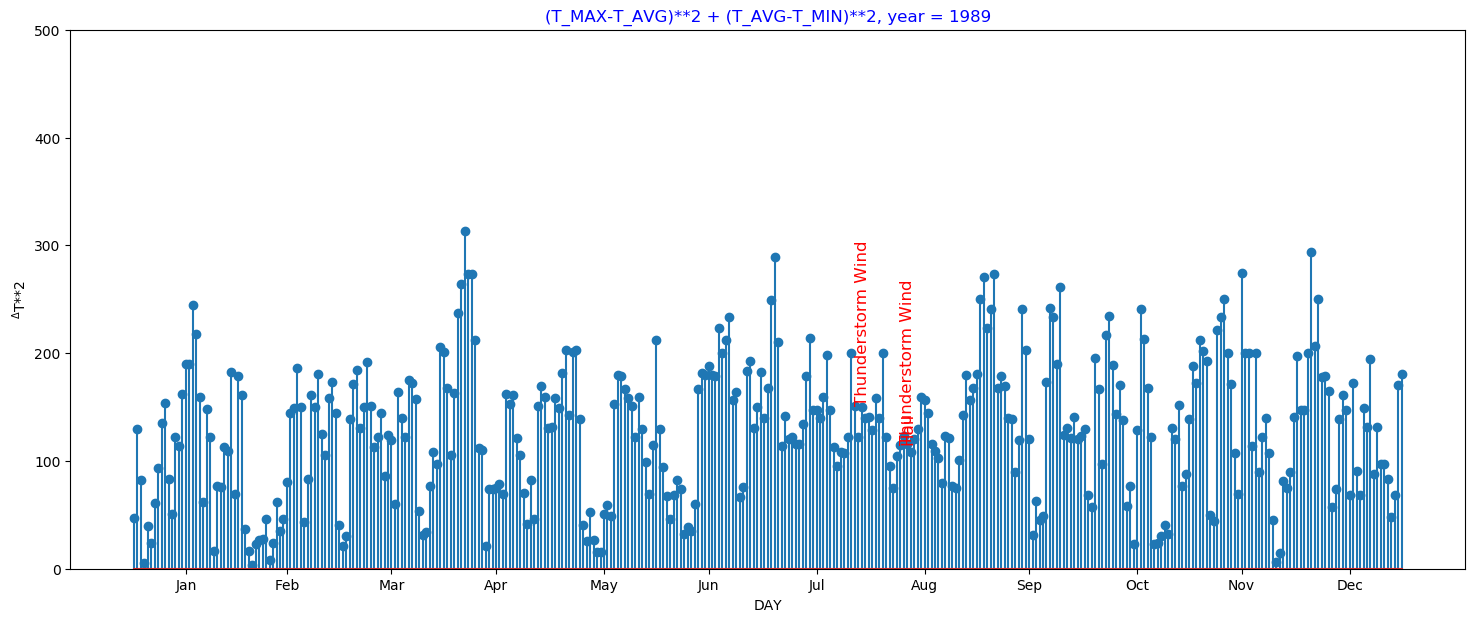 (T_MAX-T_AVG)**2 + (T_AVG-T_MIN)**2, year = 1989
500
400
300
200
100
0
ΔT**2
Thunderstorm Wind
Thunderstorm Wind
Hail
Jan Feb Mar Apr May Jun Jul Aug Sep Oct Nov Dec
DAY